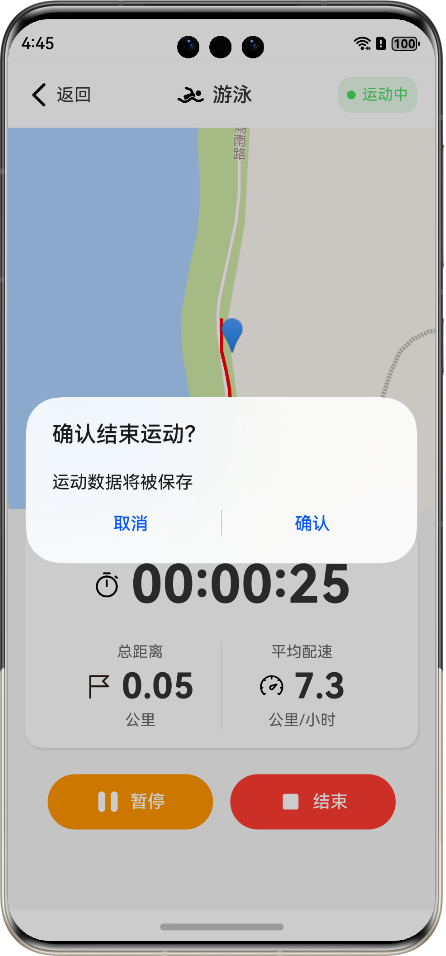 4:45
100
返回
游泳
运动中
湖南路
确认结束运动?
运动数据将被保存
取消
确认
00:00:25
总距离
平均配速
0.05
7.3
公里
公里/小时
暂停
结束